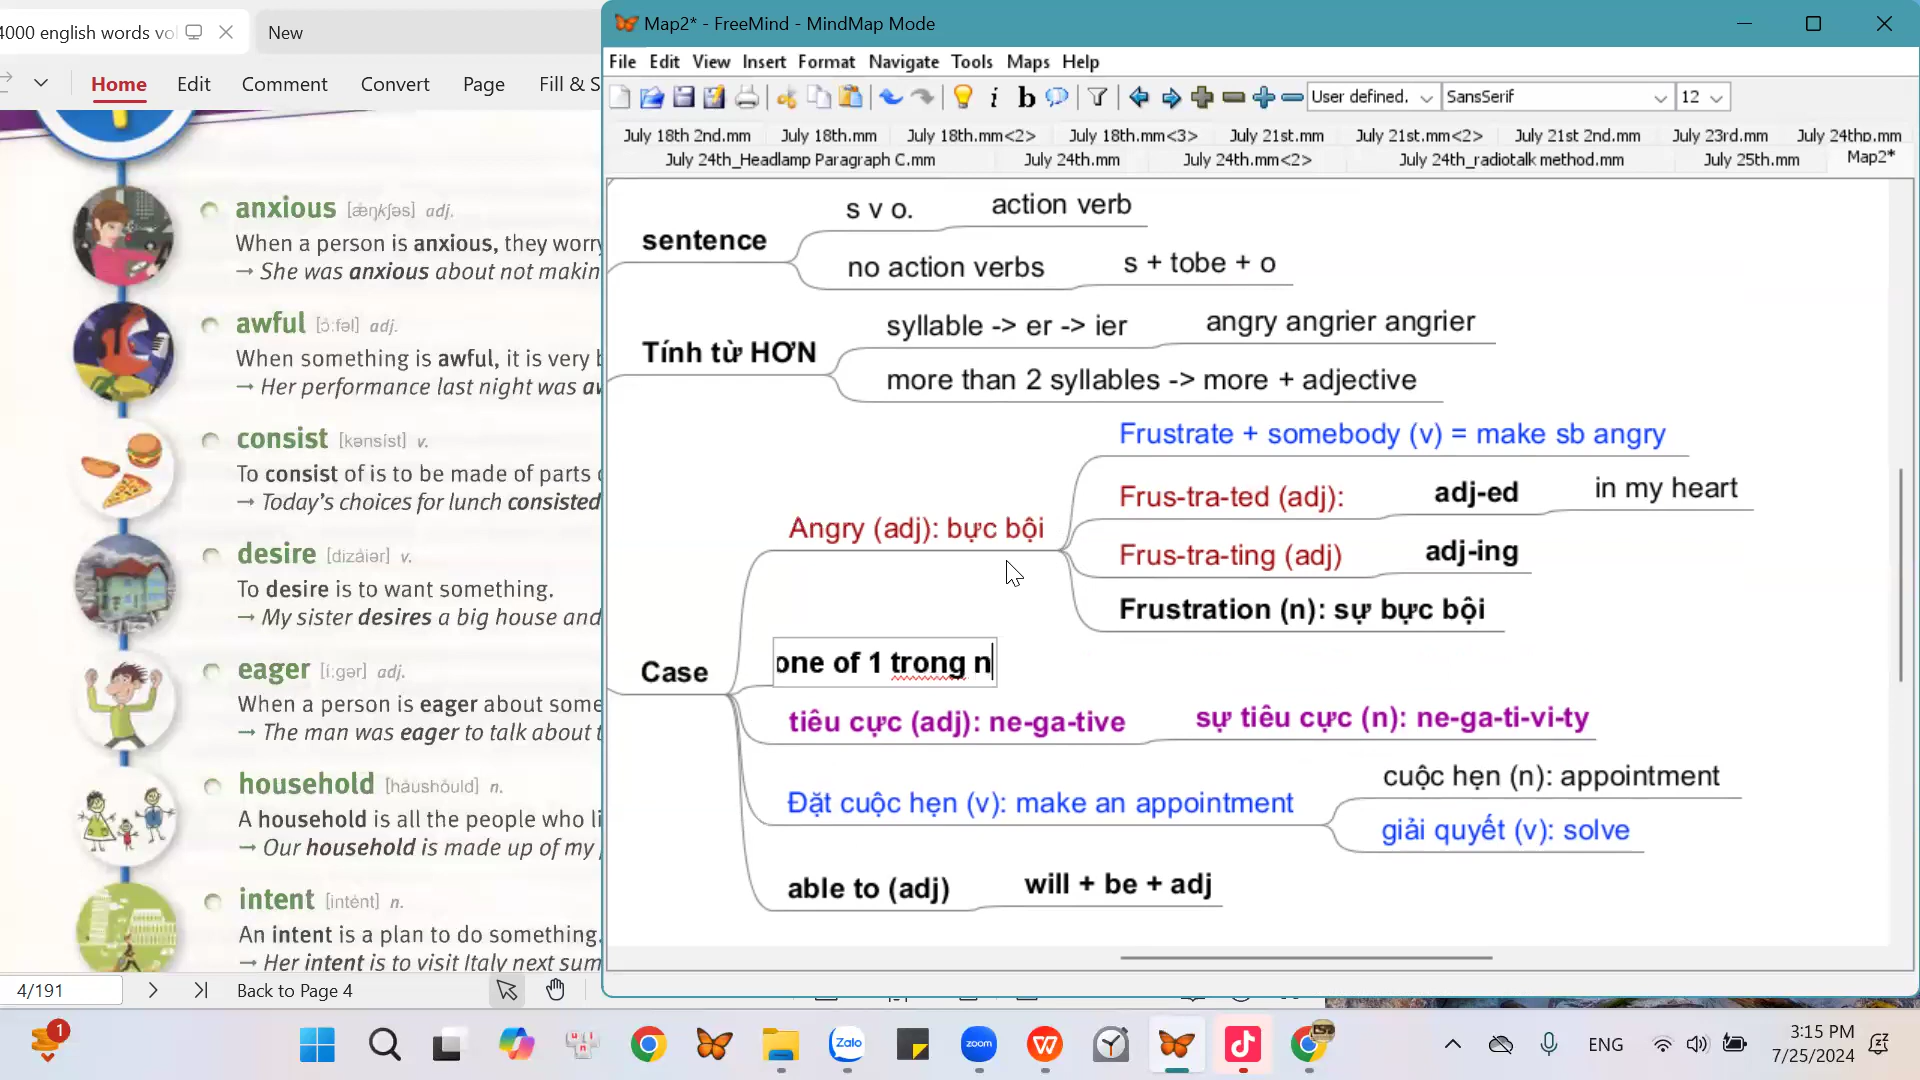 4000 english words vo
New
Home Edit Comment Convert Page Fill & S
anxious [ǽŋkʃəs] adj.
When a person is anxious, they worry
→ She was anxious about not makin
awful [ɔ́:fəl] adj.
When something is awful, it is very b
→ Her performance last night was aw
consist [kənsíst] v.
To consist of is to be made of parts o
→ Today's choices for lunch consisted
desire [dizáiər] v.
To desire is to want something.
→ My sister desires a big house and
eager [í:gər] adj.
When a person is eager about some
→ The man was eager to talk about t
household [háushòuld] n.
A household is all the people who li
→ Our household is made up of my
intent [intént] n.
An intent is a plan to do something.
→ Her intent is to visit Italy next sum
4/191
Back to Page 4
Map2* - FreeMind - MindMap Mode
File Edit View Insert Format Navigate Tools Maps Help
User defined. SansSerif 12
July 18th 2nd.mm July 18th.mm July 18th.mm<2> July 18th.mm<3> July 21st.mm July 21st.mm<2> July 21st 2nd.mm July 23rd.mm July 24thp.mm
July 24th_Headlamp Paragraph C.mm July 24th.mm July 24th.mm<2> July 24th_radiotalk method.mm July 25th.mm Map2*
sentence
s v o. action verb
no action verbs s + tobe + o
Tính từ HƠN
syllable -> er -> ier angry angrier angrier
more than 2 syllables -> more + adjective
Case
Angry (adj): bực bội
Frustrate + somebody (v) = make sb angry
Frus-tra-ted (adj): adj-ed in my heart
Frus-tra-ting (adj) adj-ing
Frustration (n): sự bực bội
one of 1 trong n
tiêu cực (adj): ne-ga-tive sự tiêu cực (n): ne-ga-ti-vi-ty
Đặt cuộc hẹn (v): make an appointment
cuộc hẹn (n): appointment
giải quyết (v): solve
able to (adj) will + be + adj
1
Zalo
zoom
ENG
3:15 PM
7/25/2024